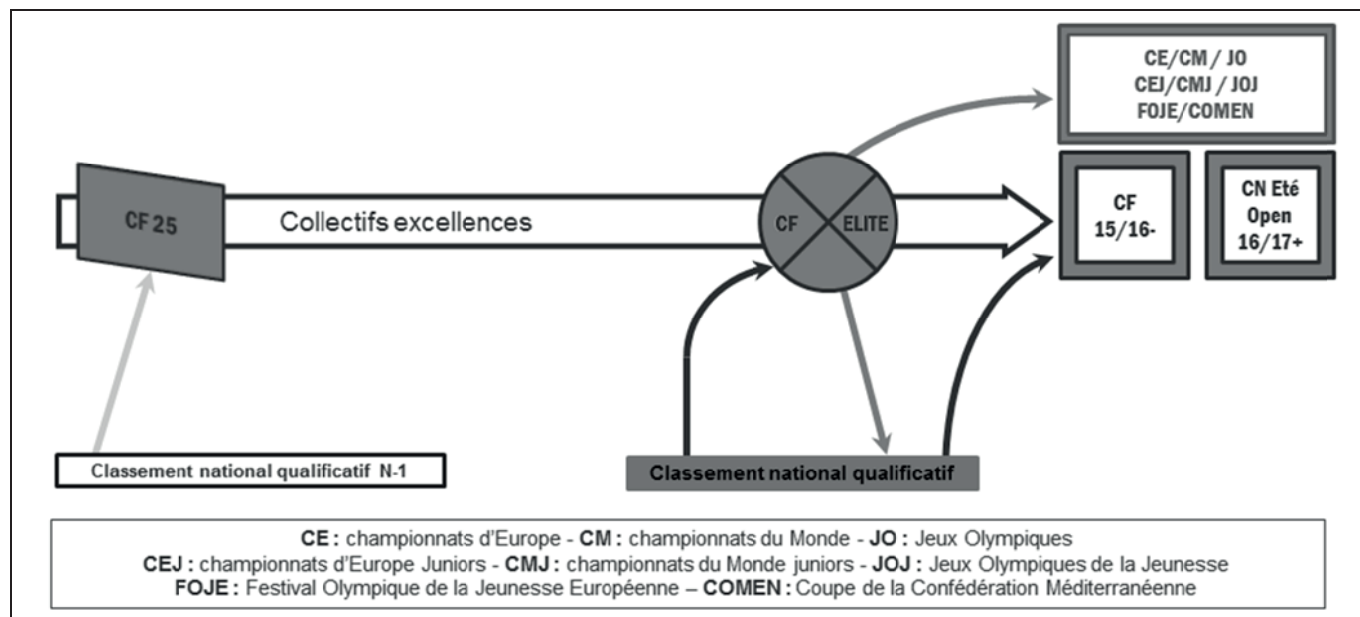 CE/CM / JO
CEJ/CMJ / JOJ
FOJE/COMEN
CF 25
Collectifs excellences
CF ELITE
CF
15/16-
CN Eté
Open
16/17+
Classement national qualificatif N-1
Classement national qualificatif
CE : championnats d'Europe - CM : championnats du Monde - JO : Jeux Olympiques
CEJ : championnats d'Europe Juniors - CMJ : championnats du Monde juniors - JOJ : Jeux Olympiques de la Jeunesse
FOJE : Festival Olympique de la Jeunesse Européenne – COMEN : Coupe de la Confédération Méditerranéenne